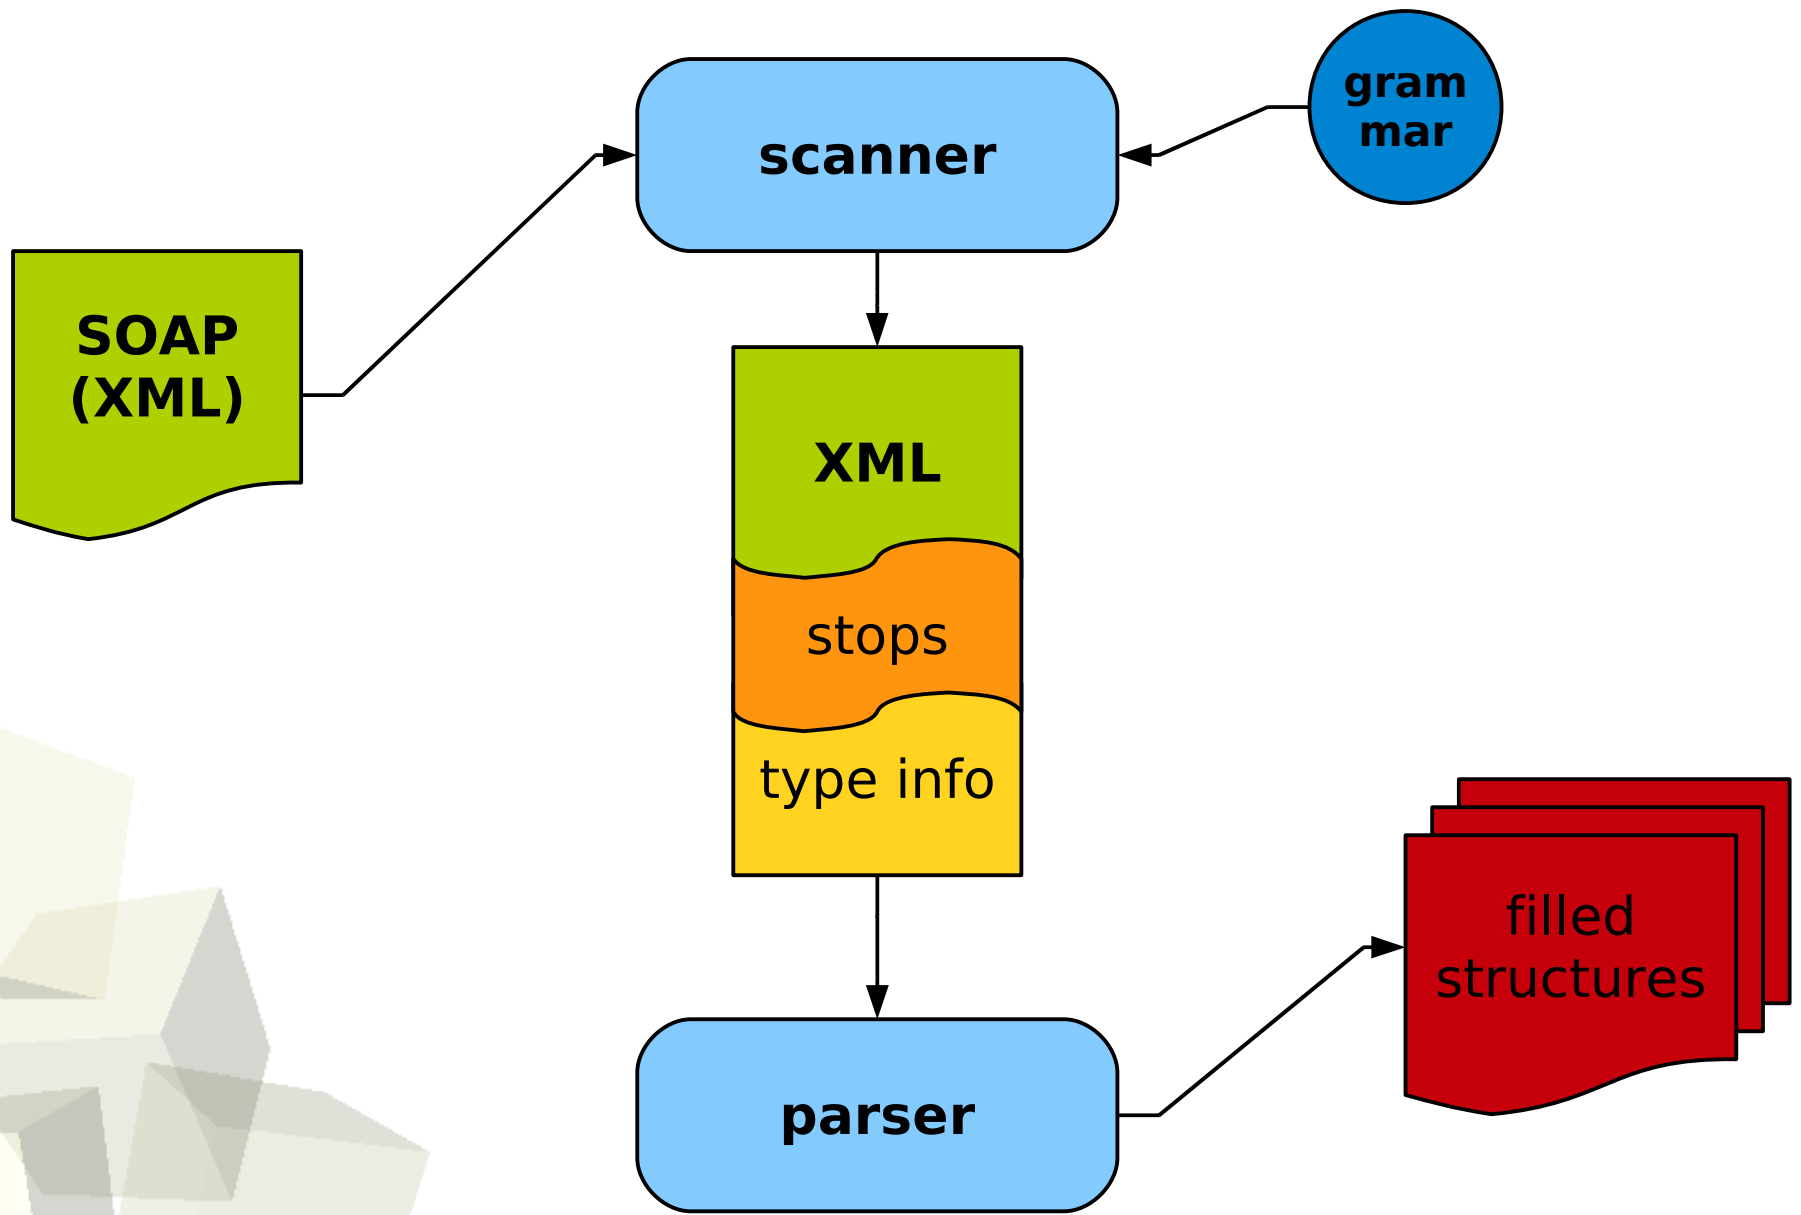 scanner
gram
mar
SOAP
(XML)
XML
stops
type info
filled
structures
parser